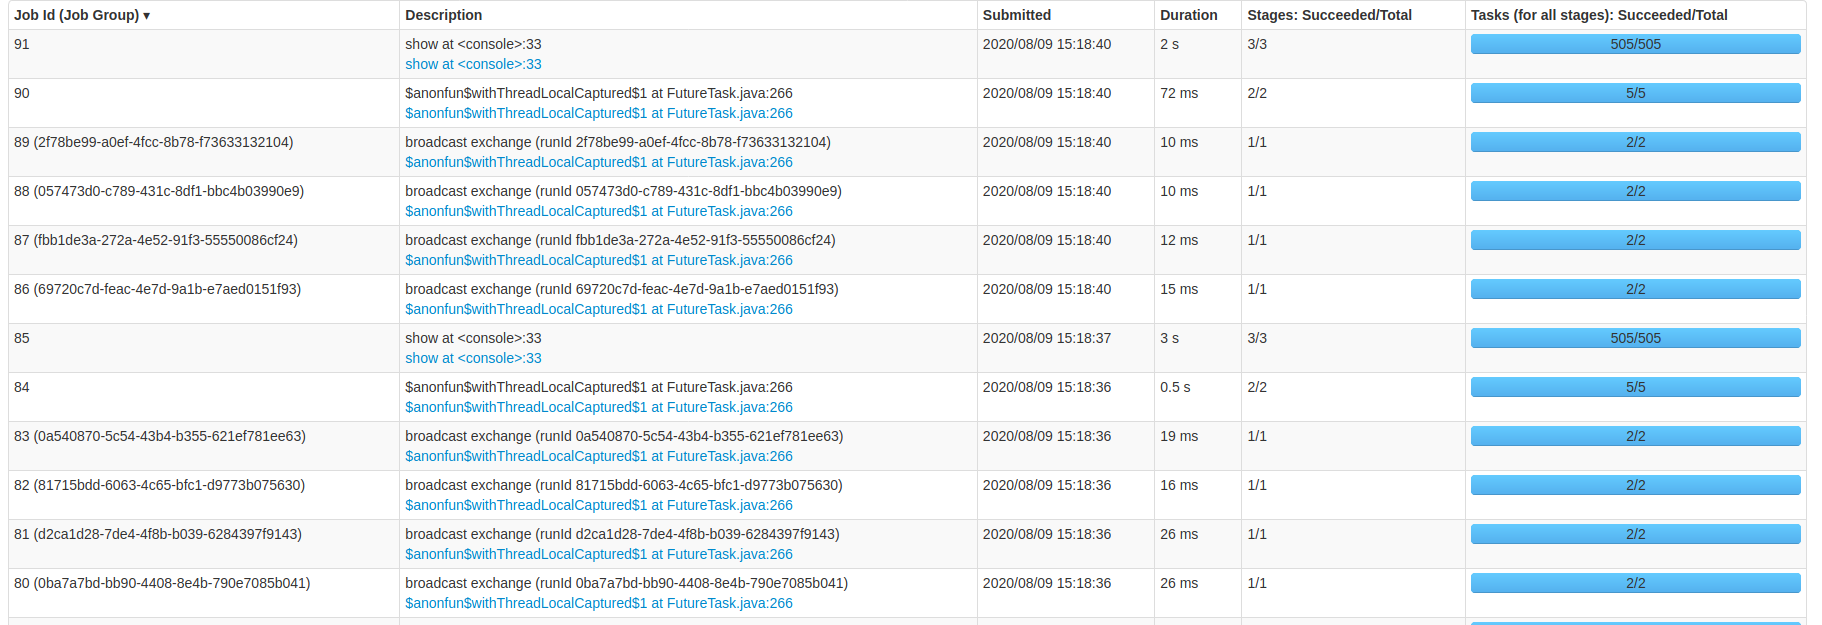 Job Id (Job Group) ▾ Description Submitted Duration Stages: Succeeded/Total Tasks (for all stages): Succeeded/Total
91 show at <console>:33 2020/08/09 15:18:40 2 s 3/3 505/505
show at <console>:33
90 $anonfun$withThreadLocalCaptured$1 at FutureTask.java:266 2020/08/09 15:18:40 72 ms 2/2 5/5
$anonfun$withThreadLocalCaptured$1 at FutureTask.java:266
89 (2f78be99-a0ef-4fcc-8b78-f73633132104) broadcast exchange (runId 2f78be99-a0ef-4fcc-8b78-f73633132104) 2020/08/09 15:18:40 10 ms 1/1 2/2
$anonfun$withThreadLocalCaptured$1 at FutureTask.java:266
88 (057473d0-c789-431c-8df1-bbc4b03990e9) broadcast exchange (runId 057473d0-c789-431c-8df1-bbc4b03990e9) 2020/08/09 15:18:40 10 ms 1/1 2/2
$anonfun$withThreadLocalCaptured$1 at FutureTask.java:266
87 (fbb1de3a-272a-4e52-91f3-55550086cf24) broadcast exchange (runId fbb1de3a-272a-4e52-91f3-55550086cf24) 2020/08/09 15:18:40 12 ms 1/1 2/2
$anonfun$withThreadLocalCaptured$1 at FutureTask.java:266
86 (69720c7d-feac-4e7d-9a1b-e7aed0151f93) broadcast exchange (runId 69720c7d-feac-4e7d-9a1b-e7aed0151f93) 2020/08/09 15:18:40 15 ms 1/1 2/2
$anonfun$withThreadLocalCaptured$1 at FutureTask.java:266
85 show at <console>:33 2020/08/09 15:18:37 3 s 3/3 505/505
show at <console>:33
84 $anonfun$withThreadLocalCaptured$1 at FutureTask.java:266 2020/08/09 15:18:36 0.5 s 2/2 5/5
$anonfun$withThreadLocalCaptured$1 at FutureTask.java:266
83 (0a540870-5c54-43b4-b355-621ef781ee63) broadcast exchange (runId 0a540870-5c54-43b4-b355-621ef781ee63) 2020/08/09 15:18:36 19 ms 1/1 2/2
$anonfun$withThreadLocalCaptured$1 at FutureTask.java:266
82 (81715bdd-6063-4c65-bfc1-d9773b075630) broadcast exchange (runId 81715bdd-6063-4c65-bfc1-d9773b075630) 2020/08/09 15:18:36 16 ms 1/1 2/2
$anonfun$withThreadLocalCaptured$1 at FutureTask.java:266
81 (d2ca1d28-7de4-4f8b-b039-6284397f9143) broadcast exchange (runId d2ca1d28-7de4-4f8b-b039-6284397f9143) 2020/08/09 15:18:36 26 ms 1/1 2/2
$anonfun$withThreadLocalCaptured$1 at FutureTask.java:266
80 (0ba7a7bd-bb90-4408-8e4b-790e7085b041) broadcast exchange (runId 0ba7a7bd-bb90-4408-8e4b-790e7085b041) 2020/08/09 15:18:36 26 ms 1/1 2/2
$anonfun$withThreadLocalCaptured$1 at FutureTask.java:266